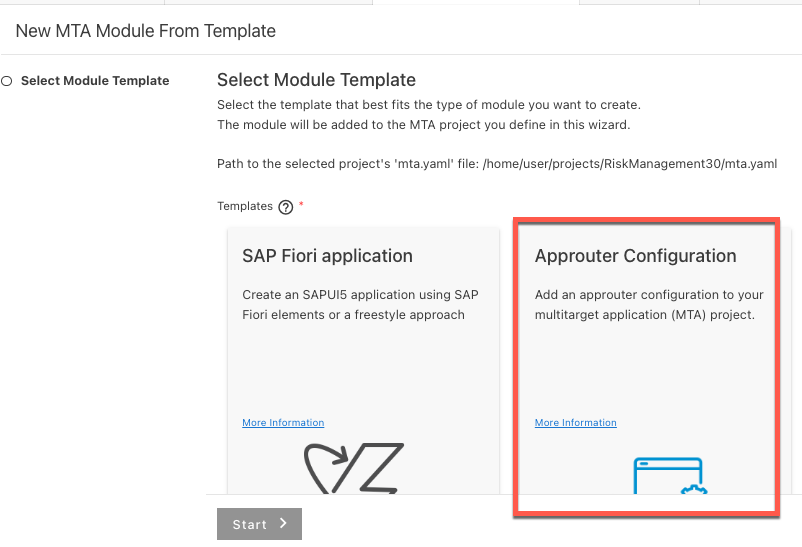 New MTA Module From Template
Select Module Template
Select Module Template
Select the template that best fits the type of module you want to create.
The module will be added to the MTA project you define in this wizard.
Path to the selected project's 'mta.yaml' file: /home/user/projects/RiskManagement30/mta.yaml
Templates ? *
SAP Fiori application
Create an SAPUI5 application using SAP
Fiori elements or a freestyle approach
More Information
Approuter Configuration
Add an approuter configuration to your
multitarget application (MTA) project.
More Information
Start >